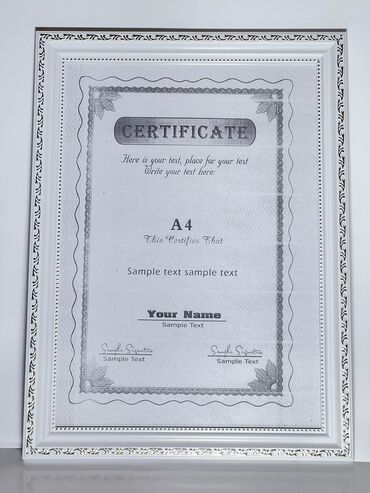 CERTIFICATE
Here is your text, place for your text
Write your text here:
A4
This Certifies That
Sample text sample text
Your Name
Sample Text
Sample Signature
Sample Text
Sample Signature
Sample Text